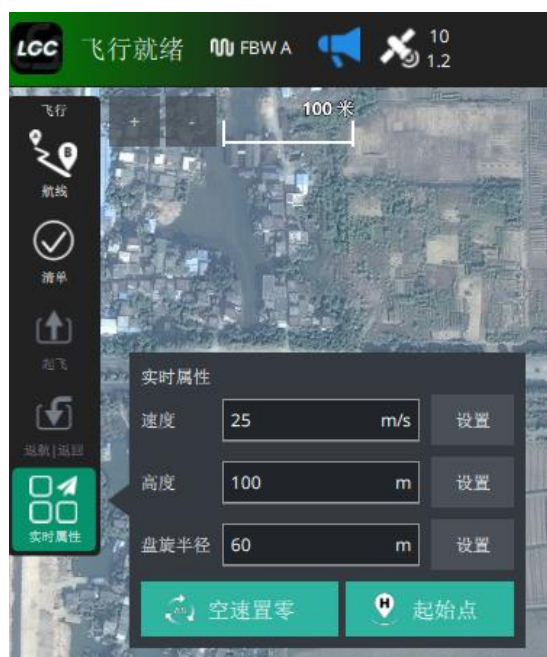 LGC 飞行就绪 FBW A 10
1.2
飞行
+ - 100 米
B
航线
清单
起飞
返航|返回
实时属性
实时属性
速度 25 m/s 设置
高度 100 m 设置
盘旋半径 60 m 设置
空速置零 H 起始点